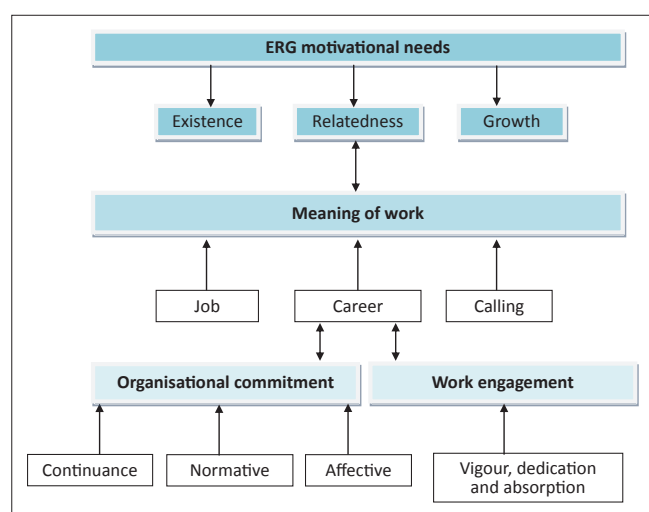 ERG motivational needs
Existence
Relatedness
Growth
Meaning of work
Job
Career
Calling
Organisational commitment
Work engagement
Continuance
Normative
Affective
Vigour, dedication
and absorption